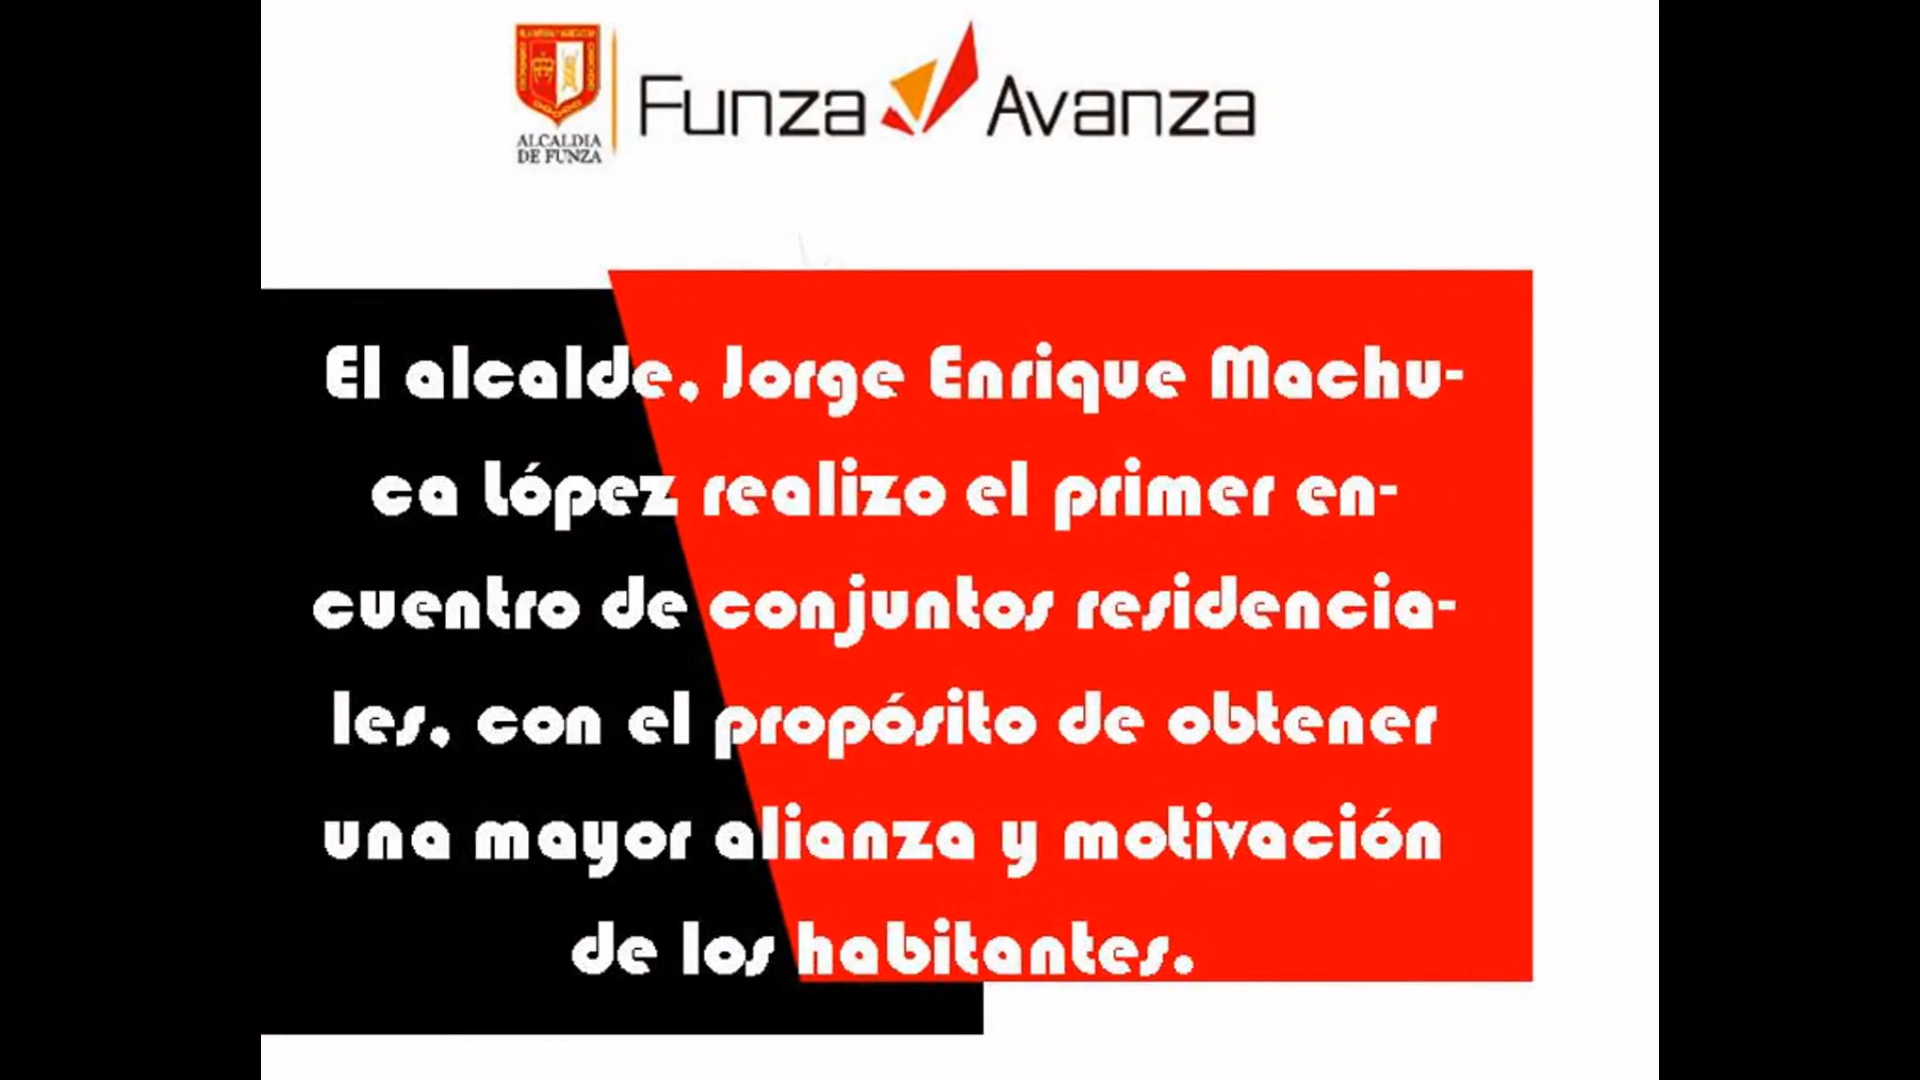 ALCALDIA
DE FUNZA
Funza Avanza
El alcalde, Jorge Enrique Machu-
ca López realizo el primer en-
cuentro de conjuntos residencia-
les, con el propósito de obtener
una mayor alianza y motivación
de los habitantes.